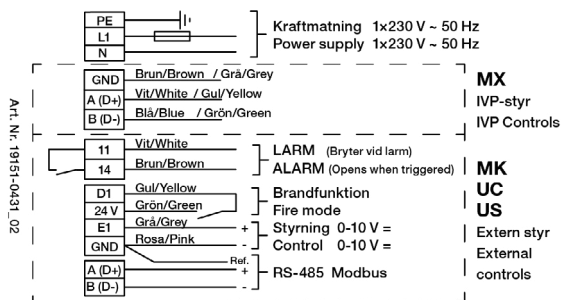 PE
L1
N
Kraftmatning 1×230 V ~ 50 Hz
Power supply 1×230 V ~ 50 Hz
GND Brun/Brown / Grå/Grey
A (D+) Vit/White / Gul/Yellow
B (D-) Blå/Blue / Grön/Green
MX
IVP-styr
IVP Controls
11 Vit/White
14 Brun/Brown
LARM (Bryter vid larm)
ALARM (Opens when triggered)
D1 Gul/Yellow
24 V Grön/Green
Brandfunktion
Fire mode
E1 Grå/Grey + Styrning 0-10 V =
GND Rosa/Pink - Control 0-10 V =
Ref.
A (D+) +
B (D-) -
RS-485 Modbus
MK
UC
US
Extern styr
External
controls
Art. Nr. 19151-0431_02